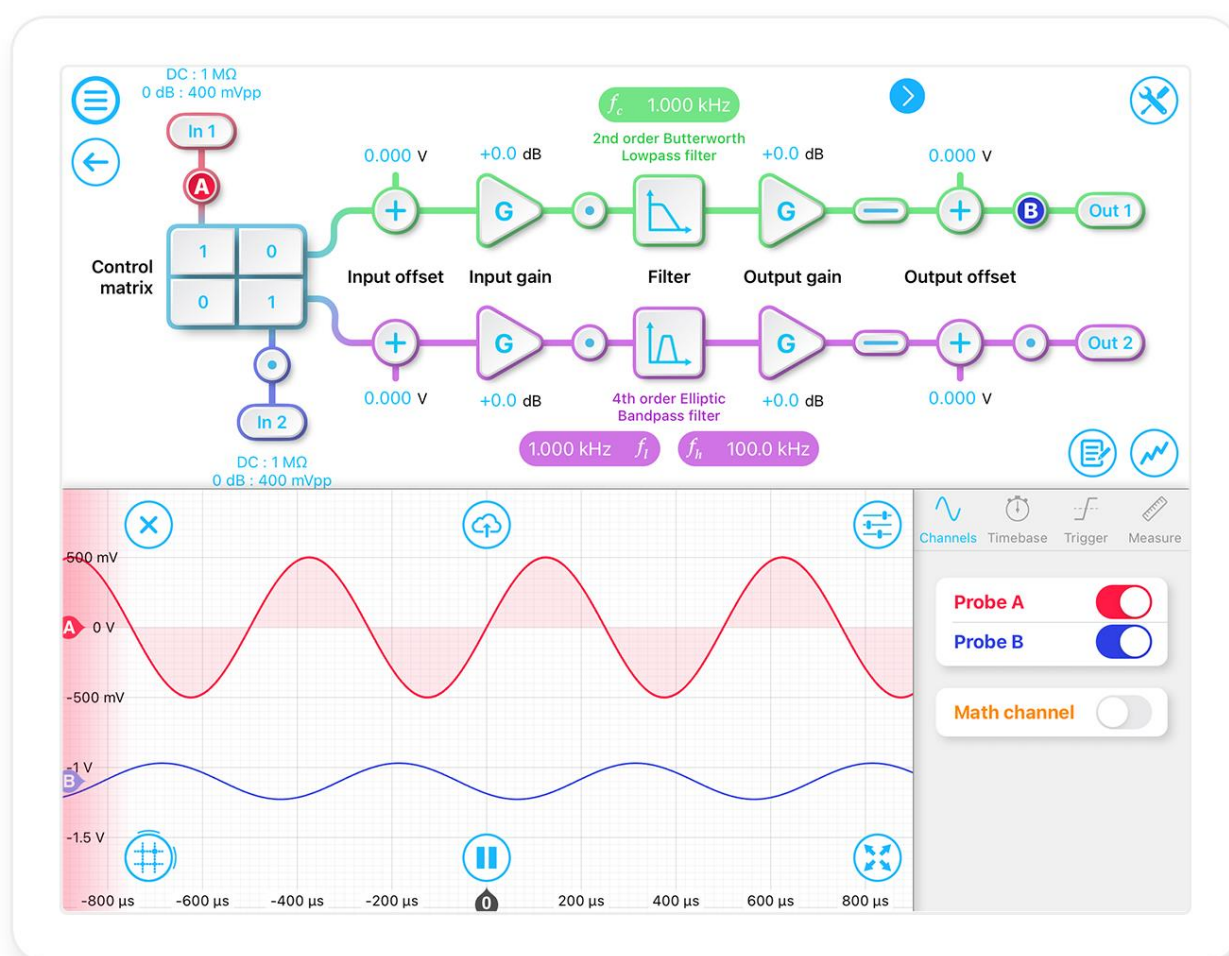 DC : 1 MΩ
0 dB : 400 mVpp
In 1
A
fc 1.000 kHz
2nd order Butterworth
Lowpass filter
0.000 V
+0.0 dB
+0.0 dB
0.000 V
G
G
B
Out 1
1 0
0 1
Control
matrix
Input offset
Input gain
Filter
Output gain
Output offset
G
G
Out 2
0.000 V
+0.0 dB
4th order Elliptic
Bandpass filter
+0.0 dB
0.000 V
In 2
1.000 kHz fl
fh 100.0 kHz
DC : 1 MΩ
0 dB : 400 mVpp
500 mV
A 0 V
-500 mV
-1 V
B
-1.5 V
-800 µs -600 µs -400 µs -200 µs 0 200 µs 400 µs 600 µs 800 µs
Channels Timebase Trigger Measure
Probe A
Probe B
Math channel